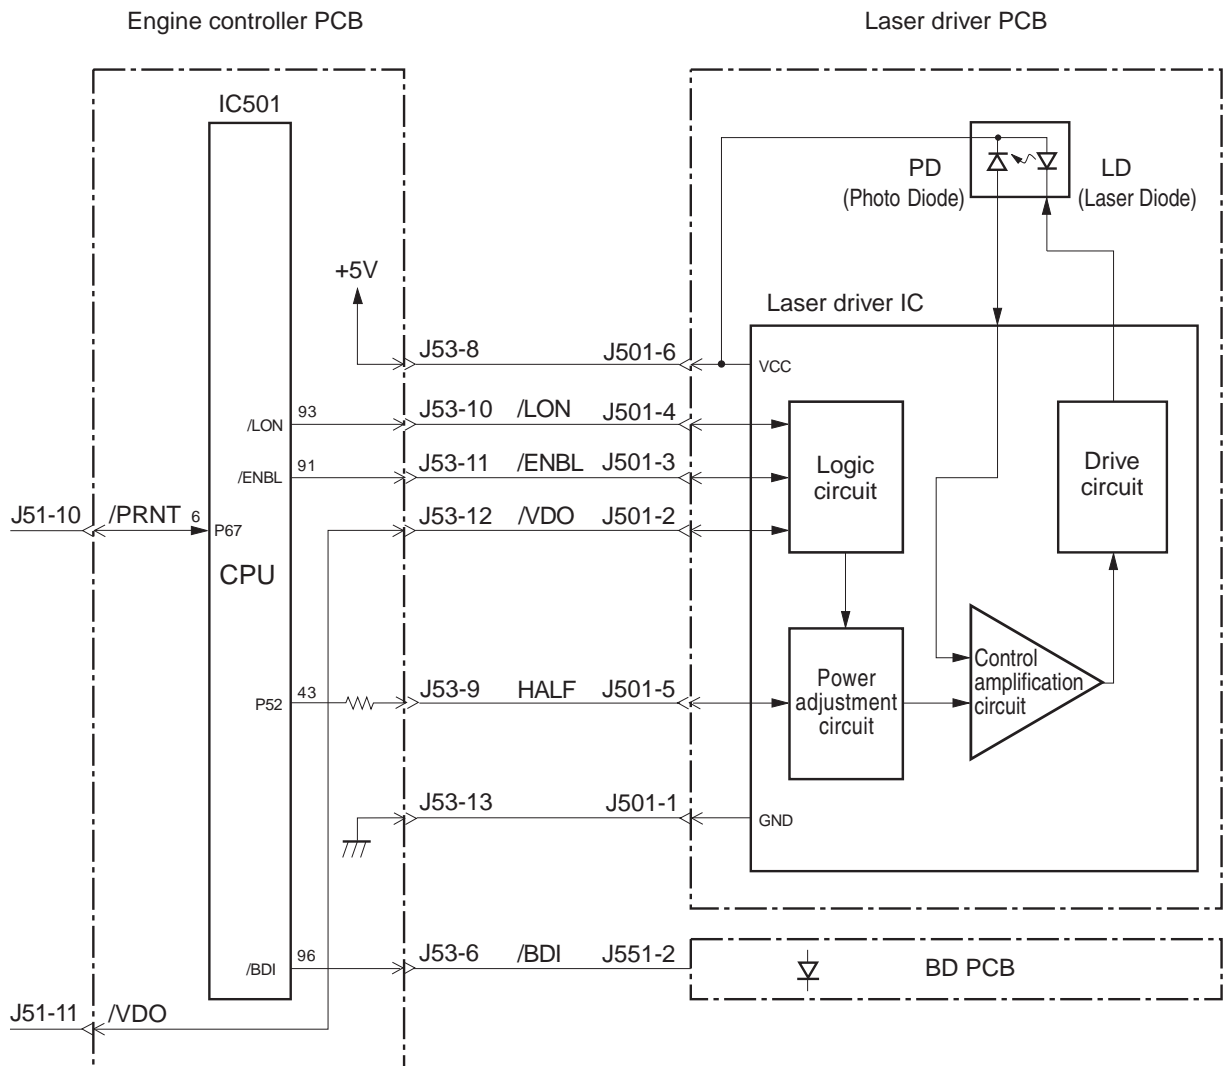 Engine controller PCB
Laser driver PCB
IC501
PD
(Photo Diode)
LD
(Laser Diode)
+5V
Laser driver IC
J53-8
J501-6
VCC
/LON
93
J53-10
/LON
J501-4
/ENBL
91
J53-11
/ENBL
J501-3
Logic
circuit
Drive
circuit
J51-10
/PRNT
6
P67
J53-12
/VDO
J501-2
CPU
P52
43
J53-9
HALF
J501-5
Power
adjustment
circuit
Control
amplification
circuit
J53-13
J501-1
GND
/BDI
96
J53-6
/BDI
J551-2
BD PCB
J51-11
/VDO